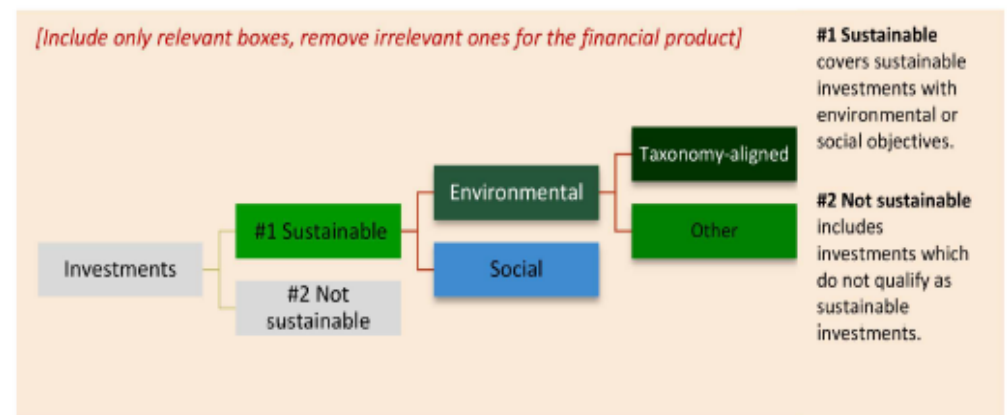 [Include only relevant boxes, remove irrelevant ones for the financial product]
#1 Sustainable
covers sustainable
investments with
environmental or
social objectives.
#2 Not sustainable
includes
investments which
do not qualify as
sustainable
investments.
Investments
#1 Sustainable
#2 Not
sustainable
Environmental
Social
Taxonomy-aligned
Other